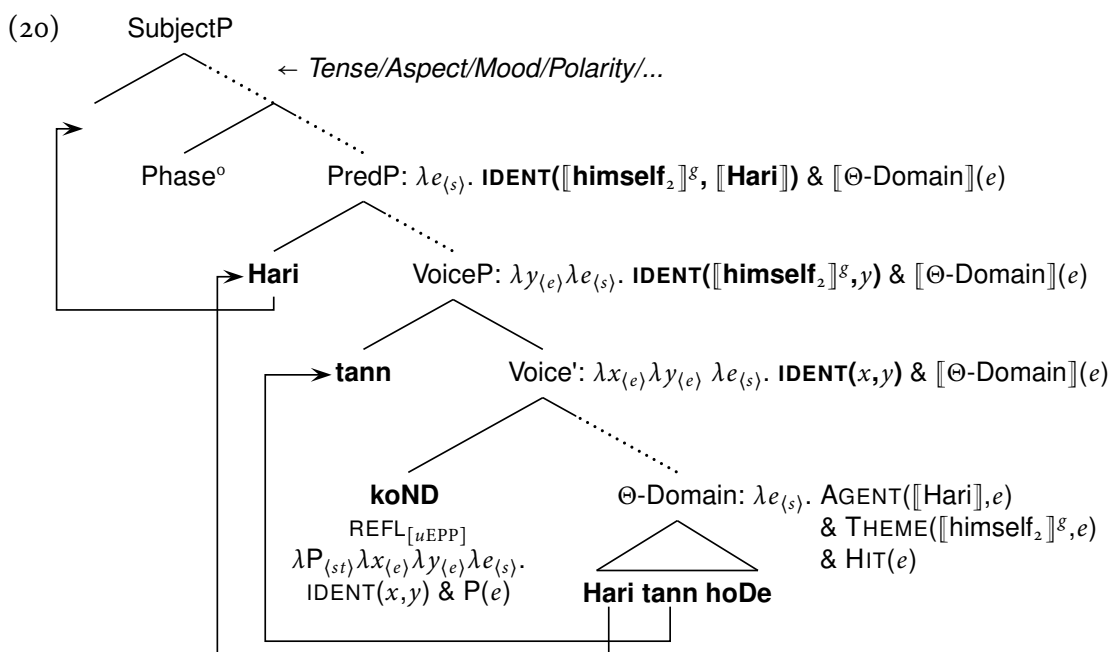 (20) SubjectP
← Tense/Aspect/Mood/Polarity/...
Phase° PredP: λe⟨s⟩. IDENT(⟦himself₂⟧ᵍ, ⟦Hari⟧) & ⟦Θ-Domain⟧(e)
Hari VoiceP: λy⟨e⟩λe⟨s⟩. IDENT(⟦himself₂⟧ᵍ,y) & ⟦Θ-Domain⟧(e)
tann Voice': λx⟨e⟩λy⟨e⟩ λe⟨s⟩. IDENT(x,y) & ⟦Θ-Domain⟧(e)
koND Θ-Domain: λe⟨s⟩. AGENT(⟦Hari⟧,e)
REFL[uEPP] & THEME(⟦himself₂⟧ᵍ,e)
λP⟨st⟩λx⟨e⟩λy⟨e⟩λe⟨s⟩. & HIT(e)
IDENT(x,y) & P(e) Hari tann hoDe